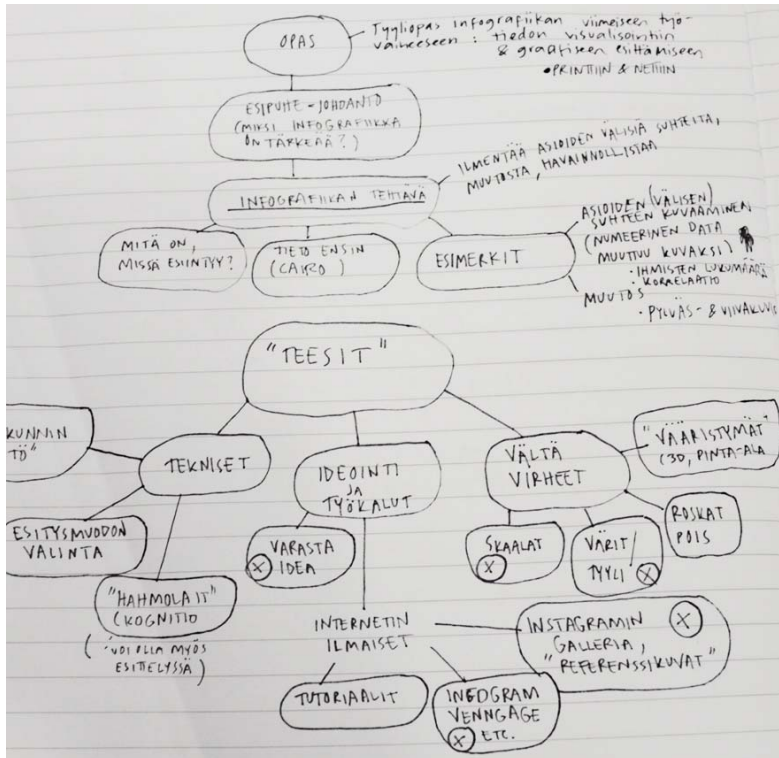 OPAS
Tyyliopas infografiikan viimeiseen työ-
vaiheeseen : tiedon visualisointiin
& graafiseen esittämiseen
• PRINTTIIN & NETTIIN
ESIPUHE - JOHDANTO
(MIKSI INFOGRAFIIKKA
ON TÄRKEÄÄ?)
INFOGRAFIIKAN TEHTÄVÄ
ILMENTÄÄ ASIOIDEN VÄLISIÄ SUHTEITA,
MUUTOSTA, HAVAINNOLLISTAA
MITÄ ON,
MISSÄ ESIINTYY?
TIETO ENSIN
(CAIRO)
ESIMERKIT
ASIOIDEN (VÄLISEN)
SUHTEEN KUVAAMINEN
(NUMEERINEN DATA
MUUTTUU KUVAKSI)
• IHMISTEN LUKUMÄÄRÄ
• KORRELAATIO
MUUTOS
• PYLVÄS- & VIIVAKUVIO
"TEESIT"
KUNNIN
TÖ"
TEKNISET
ESITYSMUODON
VALINTA
"HAHMOLAIT"
(KOGNITIO
( VOI OLLA MYÖS
ESITTELYSSÄ)
IDEOINTI
JA
TYÖKALUT
VARASTA
IDEA
X
INTERNETIN
ILMAISET
TUTORIAALIT
INFOGRAM
VENNGAGE
X ETC.
INSTAGRAMIN X
GALLERIA,
"REFERENSSIKUVAT"
VÄLTÄ
VIRHEET
"VÄÄRISTYMÄT"
(3D, PINTA-ALA
SKAALAT
X
VÄRIT/
TYYLI! X
ROSKAT
POIS